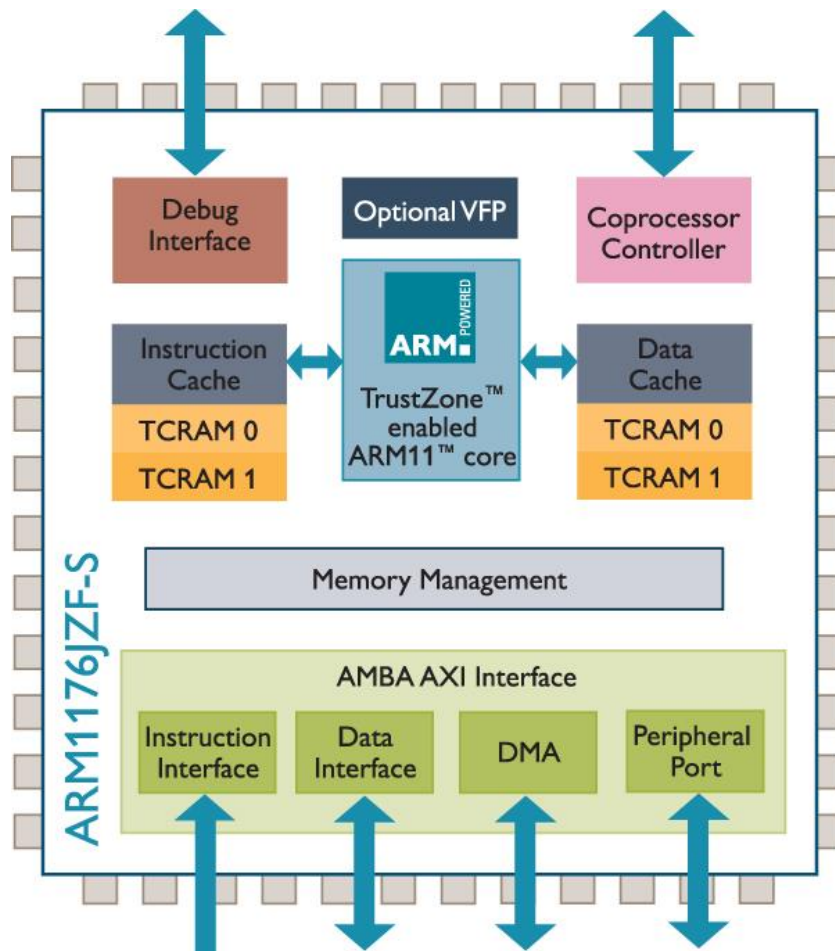 Debug
Interface
Optional VFP
Coprocessor
Controller
ARM POWERED
Instruction
Cache
TCRAM 0
TCRAM 1
TrustZone™
enabled
ARM11™ core
Data
Cache
TCRAM 0
TCRAM 1
ARM1176JZF-S
Memory Management
AMBA AXI Interface
Instruction
Interface
Data
Interface
DMA
Peripheral
Port